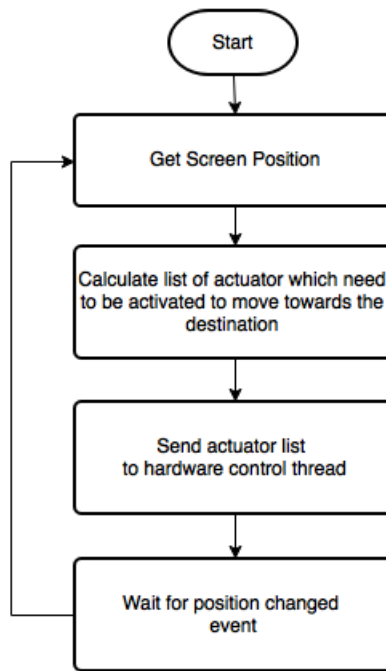 Start
Get Screen Position
Calculate list of actuator which need
to be activated to move towards the
destination
Send actuator list
to hardware control thread
Wait for position changed
event